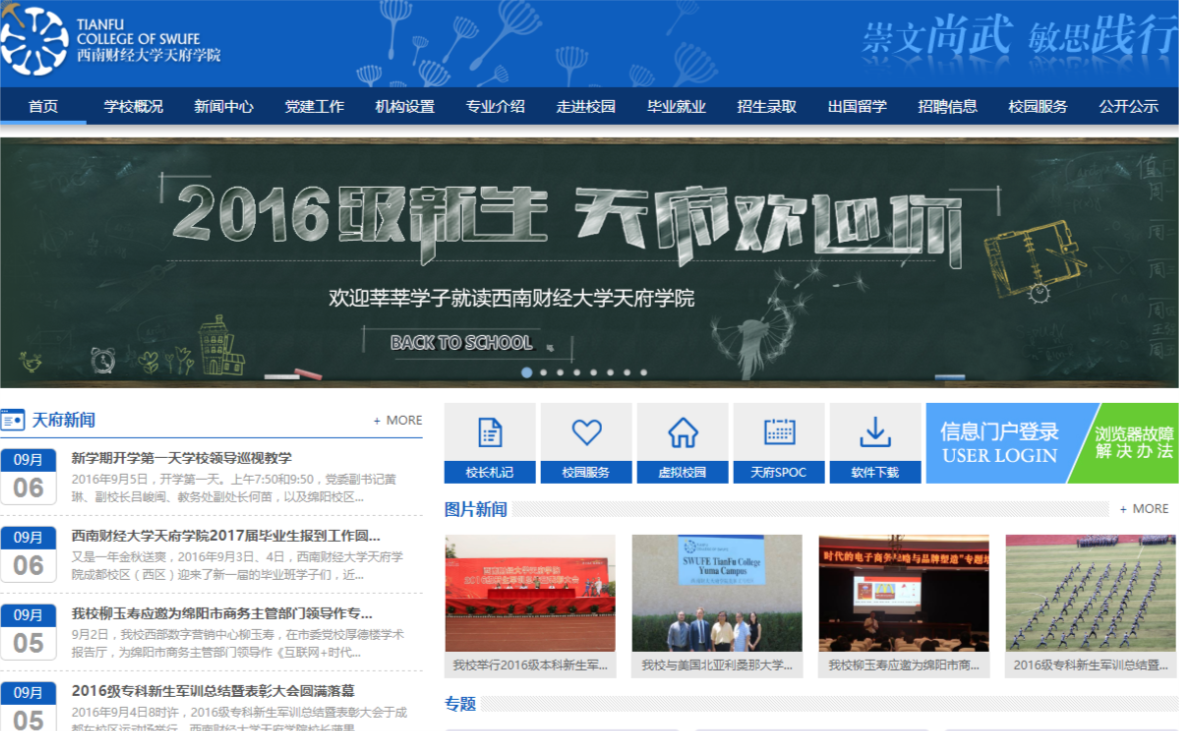 TIANFU
COLLEGE OF SWUFE
西南财经大学天府学院
崇文尚武 敏思践行
首页 学校概况 新闻中心 党建工作 机构设置 专业介绍 走进校园 毕业就业 招生录取 出国留学 招聘信息 校园服务 公开公示
2016级新生 天府欢迎你
欢迎莘莘学子就读西南财经大学天府学院
BACK TO SCHOOL
天府新闻 + MORE
09月
06
新学期开学第一天学校领导巡视教学
2016年9月5日，开学第一天。上午7:50和9:50，党委副书记黄
琳、副校长吕峻闽、教务处副处长何苗，以及绵阳校区...
09月
06
西南财经大学天府学院2017届毕业生报到工作圆...
又是一年金秋送爽，2016年9月3日、4日，西南财经大学天府学
院成都校区（西区）迎来了新一届的毕业班学子们，近...
09月
05
我校柳玉寿应邀为绵阳市商务主管部门领导作专...
9月2日，我校西部数字营销中心柳玉寿，在市委党校厚德楼学术
报告厅，为绵阳市商务主管部门领导作《互联网+时代...
09月
05
2016级专科新生军训总结暨表彰大会圆满落幕
2016年9月4日8时许，2016级专科新生军训总结暨表彰大会于成
都东校区运动场举行。西南财经大学天府学院校长
校长札记 校园服务 虚拟校园 天府SPOC 软件下载
信息门户登录
USER LOGIN
浏览器故障
解决办法
图片新闻 + MORE
SWUFE TianFu College
Yuma Campus
时代的电子商务 与品牌塑造"专题
我校举行2016级本科新生军...
我校与美国北亚利桑那大学...
我校柳玉寿应邀为绵阳市商...
2016级专科新生军训总结暨...
专题